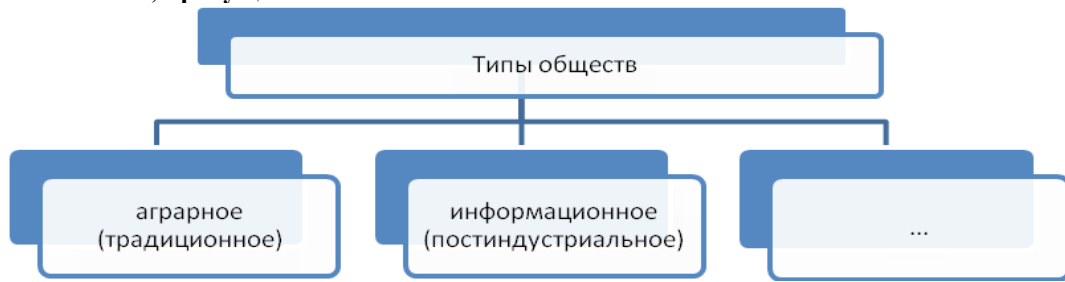 Типы обществ
аграрное
(традиционное)
информационное
(постиндустриальное)
...